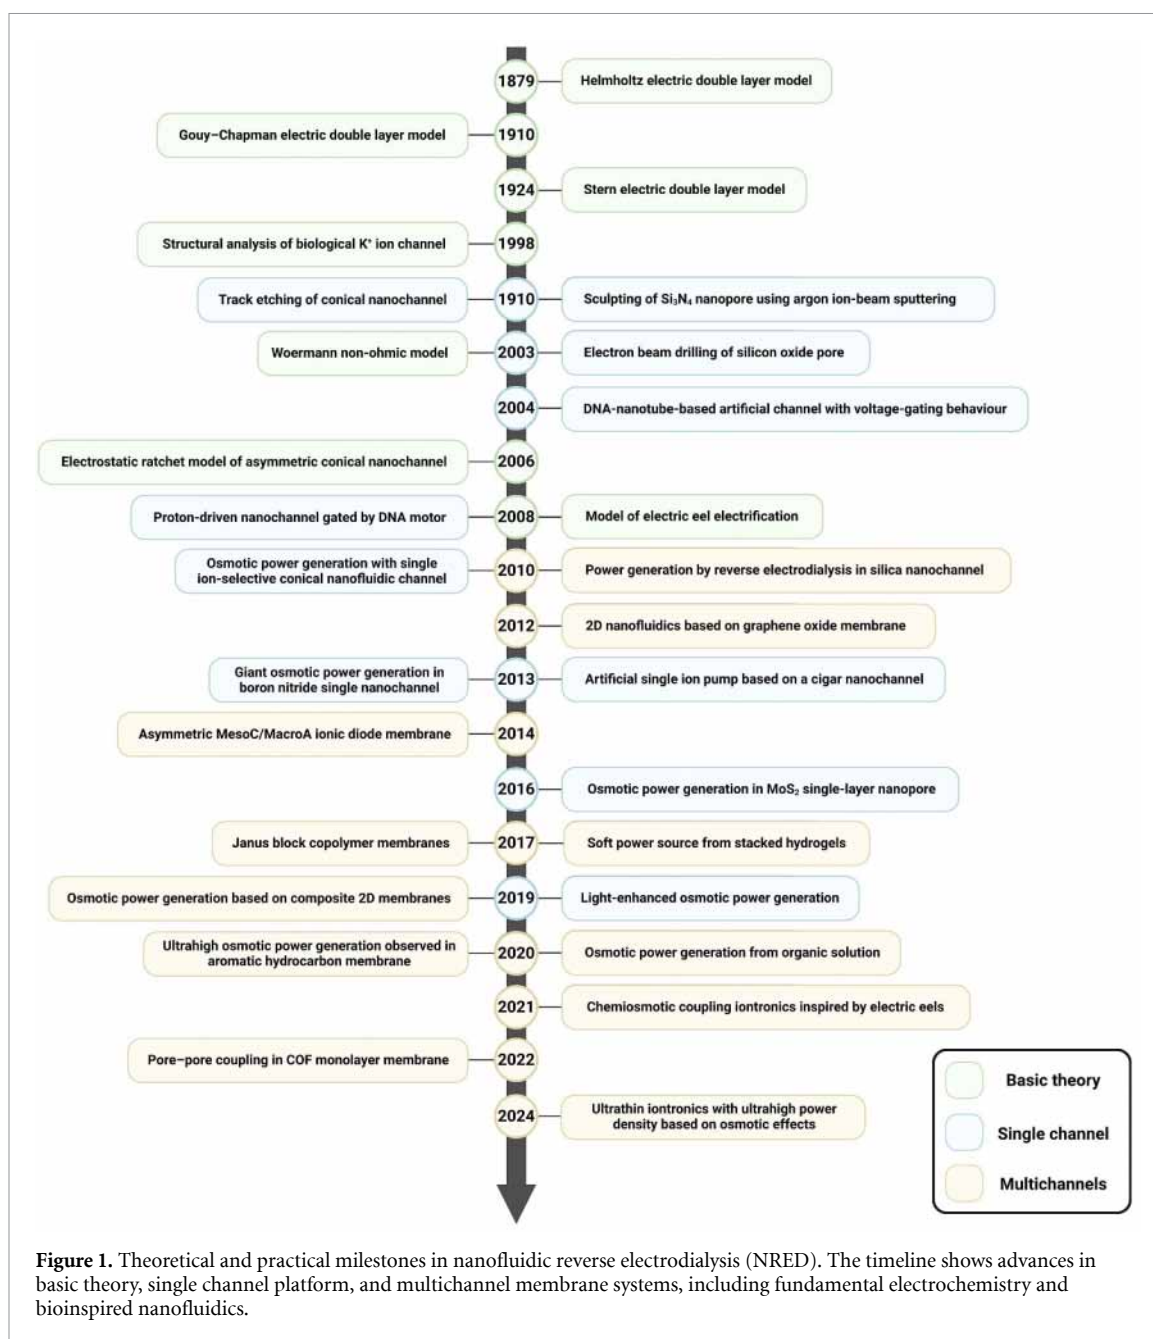 1879
Helmholtz electric double layer model
Gouy–Chapman electric double layer model
1910
1924
Stern electric double layer model
Structural analysis of biological K⁺ ion channel
1998
Track etching of conical nanochannel
1910
Sculpting of Si₃N₄ nanopore using argon ion-beam sputtering
Woermann non-ohmic model
2003
Electron beam drilling of silicon oxide pore
2004
DNA-nanotube-based artificial channel with voltage-gating behaviour
Electrostatic ratchet model of asymmetric conical nanochannel
2006
Proton-driven nanochannel gated by DNA motor
2008
Model of electric eel electrification
Osmotic power generation with single
ion-selective conical nanofluidic channel
2010
Power generation by reverse electrodialysis in silica nanochannel
2012
2D nanofluidics based on graphene oxide membrane
Giant osmotic power generation in
boron nitride single nanochannel
2013
Artificial single ion pump based on a cigar nanochannel
Asymmetric MesoC/MacroA ionic diode membrane
2014
2016
Osmotic power generation in MoS₂ single-layer nanopore
Janus block copolymer membranes
2017
Soft power source from stacked hydrogels
Osmotic power generation based on composite 2D membranes
2019
Light-enhanced osmotic power generation
Ultrahigh osmotic power generation observed in
aromatic hydrocarbon membrane
2020
Osmotic power generation from organic solution
2021
Chemiosmotic coupling iontronics inspired by electric eels
Pore–pore coupling in COF monolayer membrane
2022
2024
Ultrathin iontronics with ultrahigh power
density based on osmotic effects
Basic theory
Single channel
Multichannels
Figure 1. Theoretical and practical milestones in nanofluidic reverse electrodialysis (NRED). The timeline shows advances in
basic theory, single channel platform, and multichannel membrane systems, including fundamental electrochemistry and
bioinspired nanofluidics.